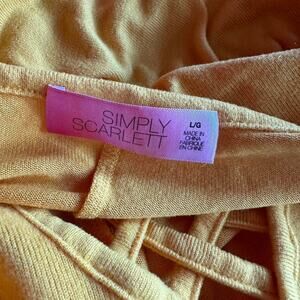 SIMPLY
SCARLETT
L/G
MADE IN
CHINA
FABRIQUÉ
EN CHINE